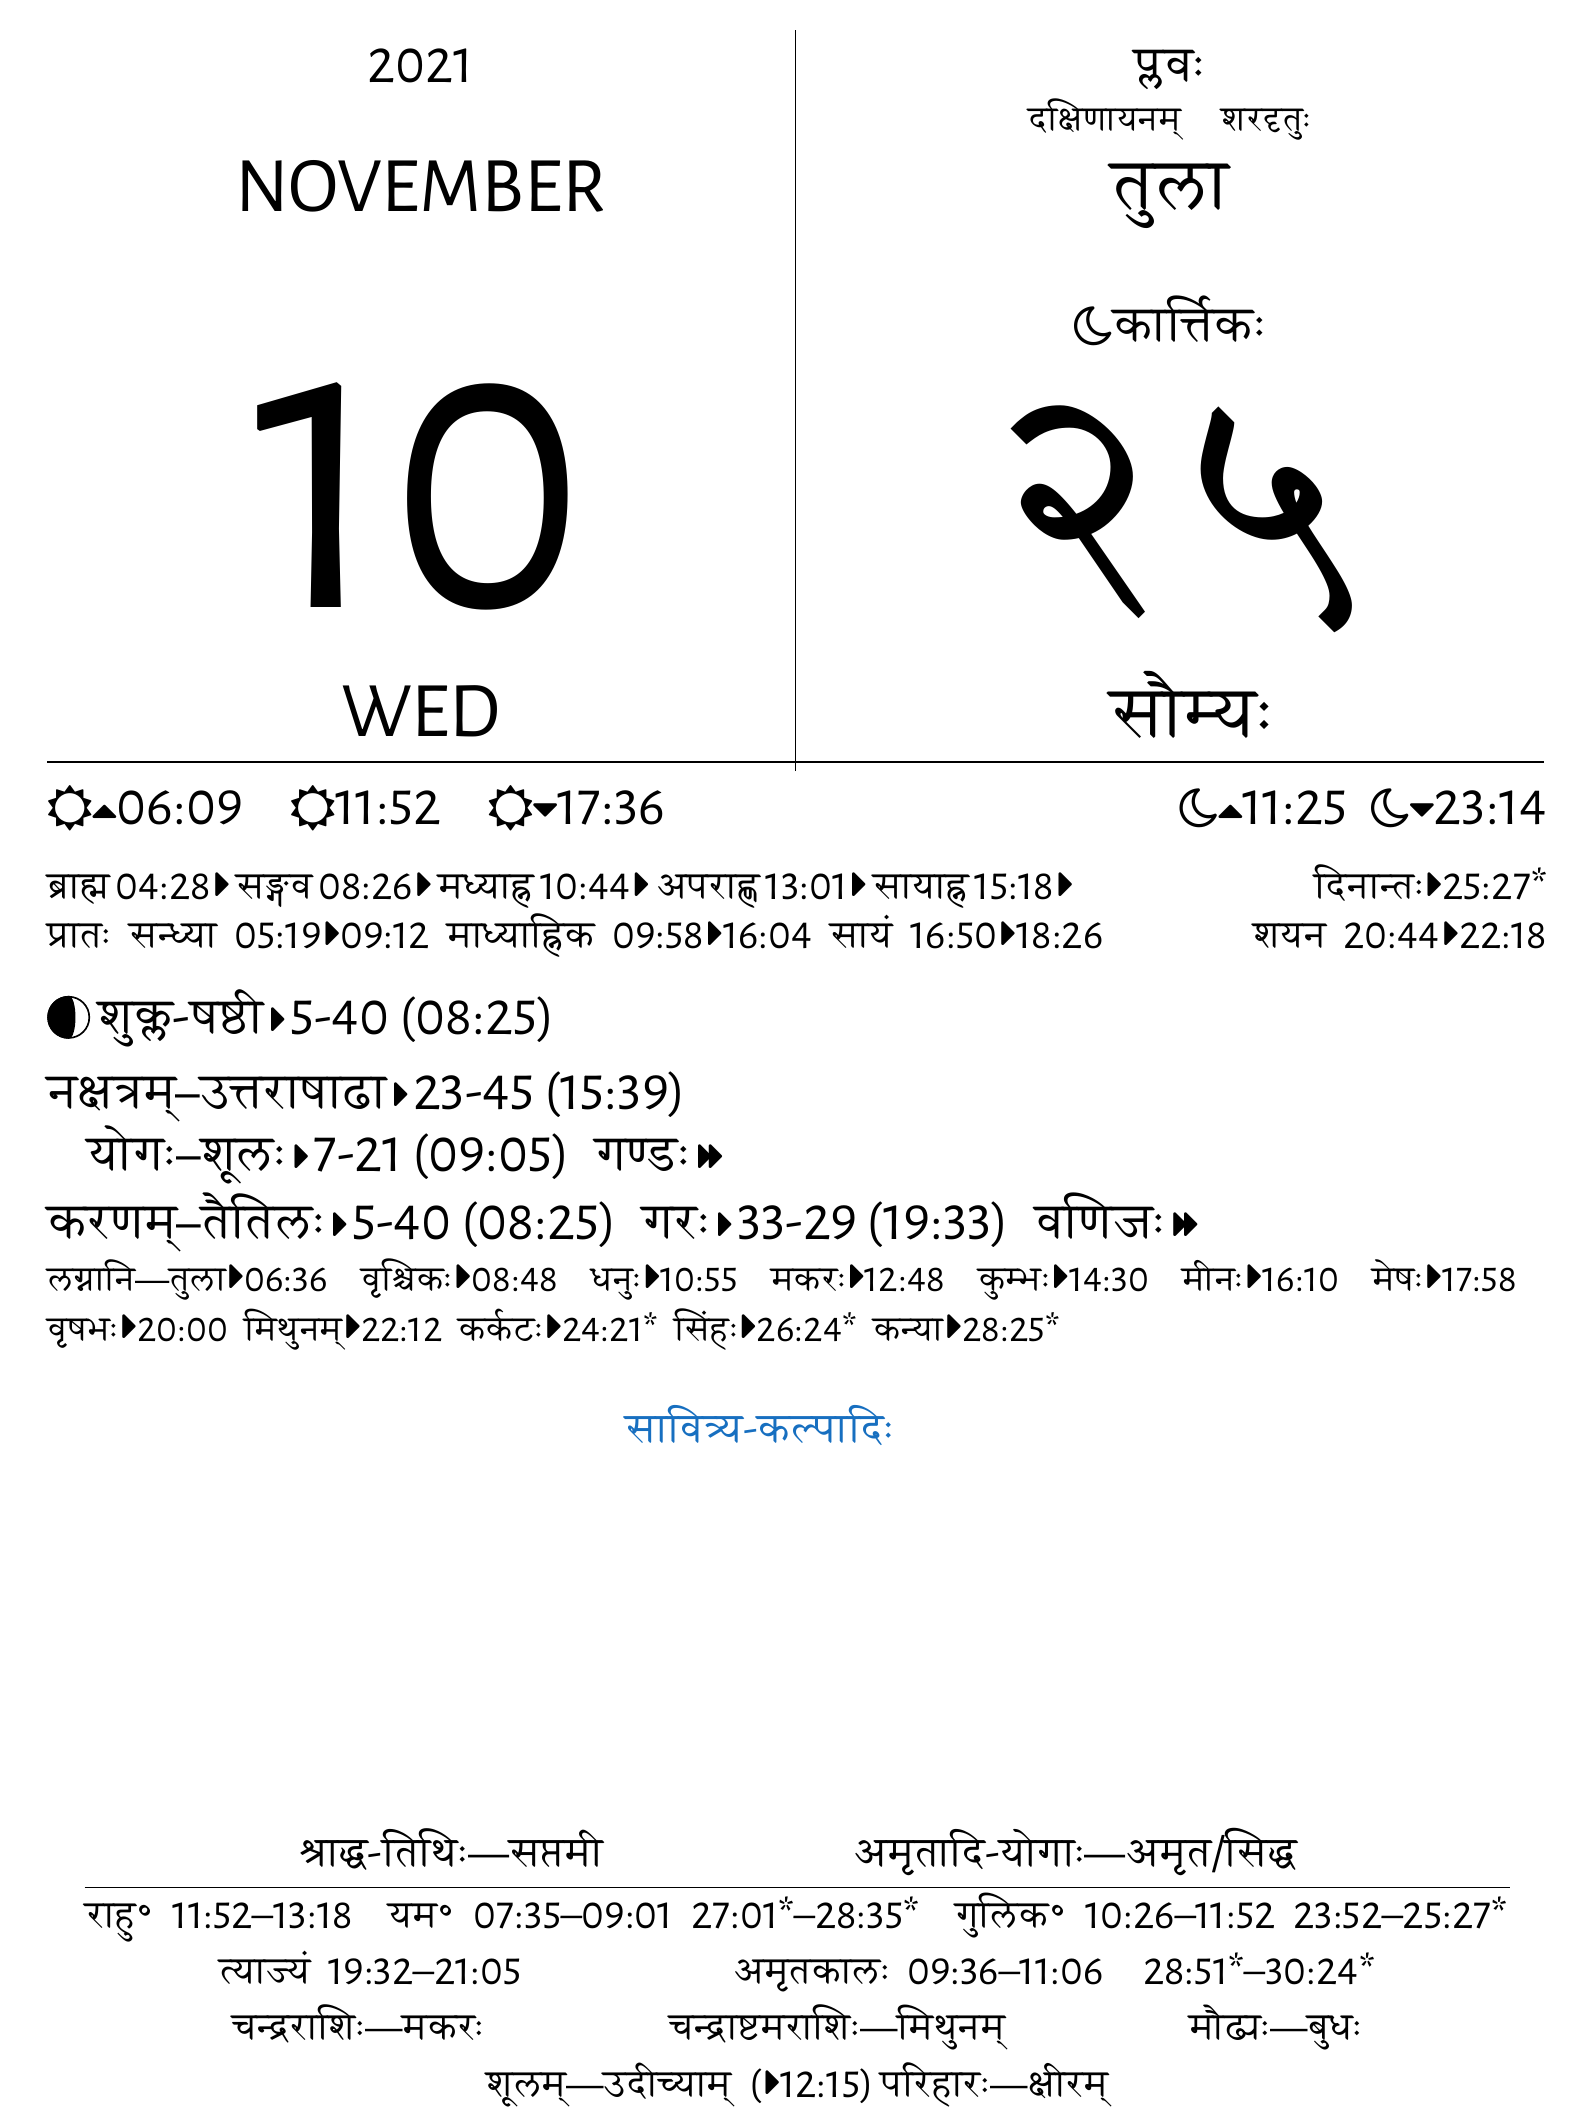 2021
NOVEMBER
10
WED
प्लवः
दक्षिणायनम् शरदृतुः
तुला
कार्त्तिकः
२५
सौम्यः
06:09 11:52 17:36 11:25 23:14
ब्राह्म 04:28 सङ्गव 08:26 मध्याह्न 10:44 अपराह्ण 13:01 सायाह्न 15:18 दिनान्तः 25:27*
प्रातः सन्ध्या 05:19 09:12 माध्याह्निक 09:58 16:04 सायं 16:50 18:26 शयन 20:44 22:18
शुक्ल-षष्ठी 5-40 (08:25)
नक्षत्रम्–उत्तराषाढा 23-45 (15:39)
योगः–शूलः 7-21 (09:05) गण्डः
करणम्–तैतिलः 5-40 (08:25) गरः 33-29 (19:33) वणिजः
लग्नानि—तुला 06:36 वृश्चिकः 08:48 धनुः 10:55 मकरः 12:48 कुम्भः 14:30 मीनः 16:10 मेषः 17:58
वृषभः 20:00 मिथुनम् 22:12 कर्कटः 24:21* सिंहः 26:24* कन्या 28:25*
सावित्र्य-कल्पादिः
श्राद्ध-तिथिः—सप्तमी अमृतादि-योगाः—अमृत/सिद्ध
राहु॰ 11:52–13:18 यम॰ 07:35–09:01 27:01*–28:35* गुलिक॰ 10:26–11:52 23:52–25:27*
त्याज्यं 19:32–21:05 अमृतकालः 09:36–11:06 28:51*–30:24*
चन्द्रराशिः—मकरः चन्द्राष्टमराशिः—मिथुनम् मौढ्यः—बुधः
शूलम्—उदीच्याम् (12:15) परिहारः—क्षीरम्